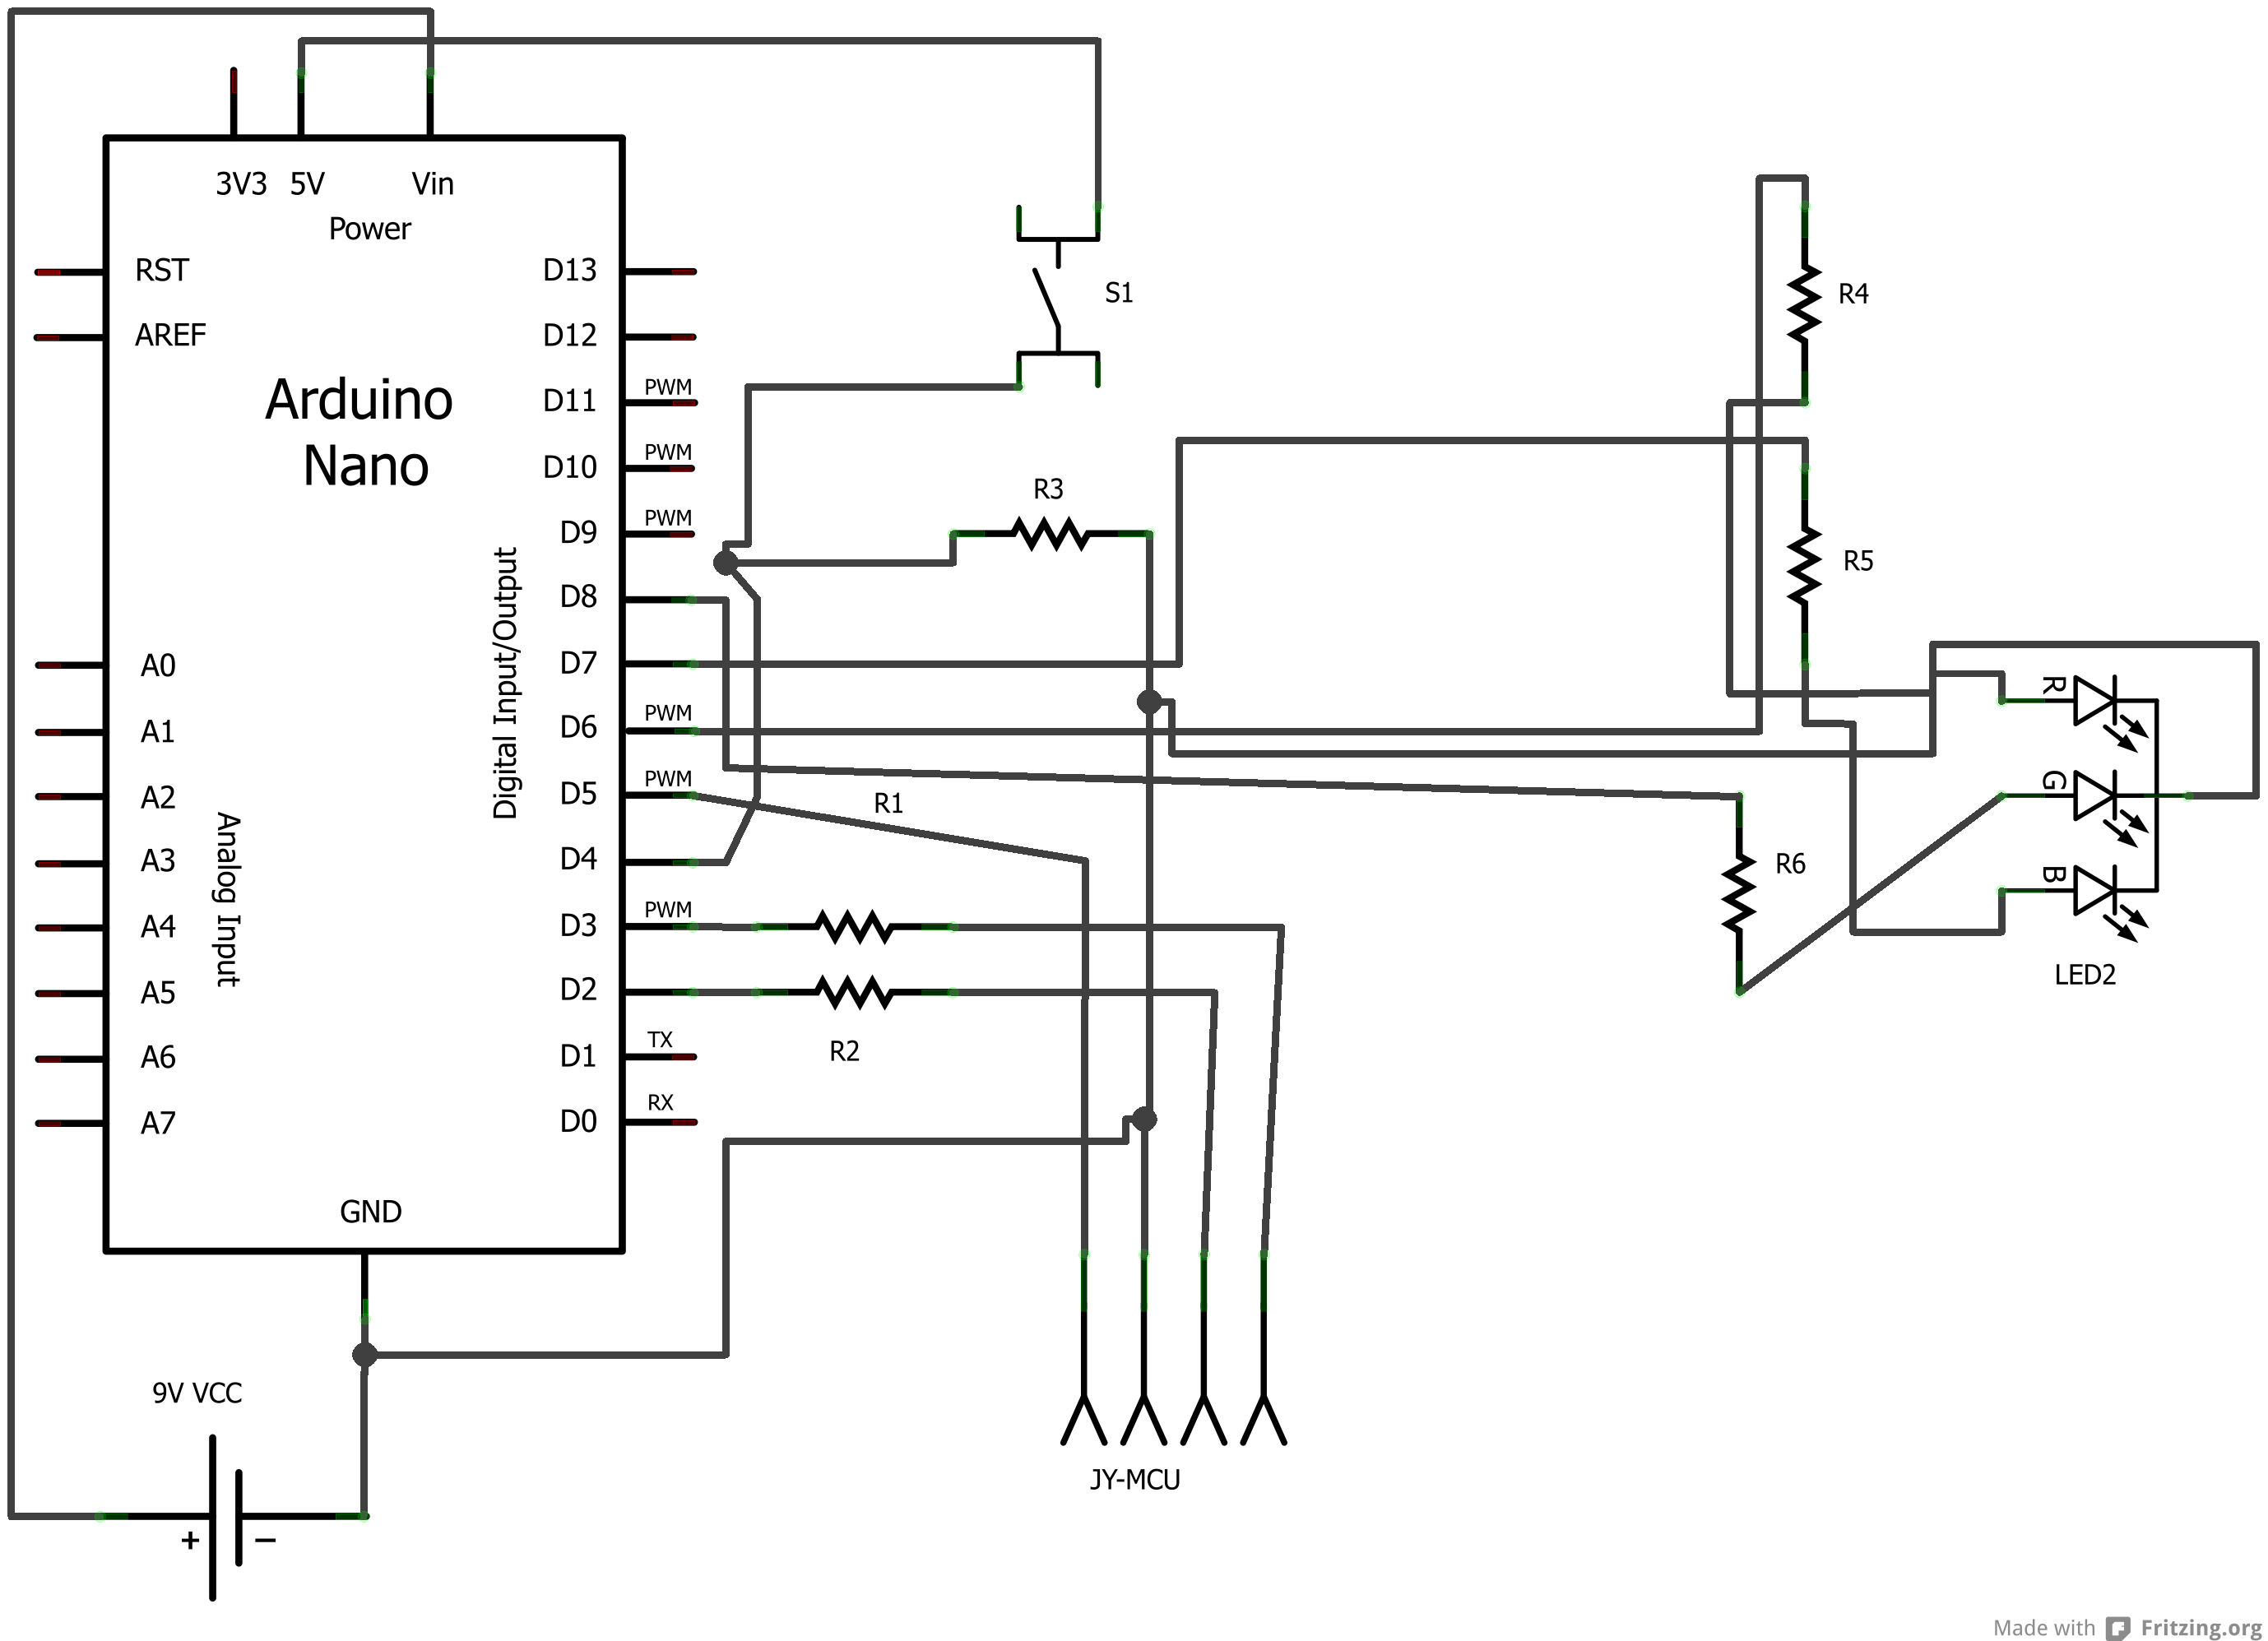 3V3 5V Vin
Power
RST
AREF
Arduino
Nano
D13
D12
D11 PWM
D10 PWM
D9 PWM
D8
D7
D6 PWM
D5 PWM
D4
D3 PWM
D2
D1 TX
D0 RX
Digital Input/Output
A0
A1
A2
A3
A4
A5
A6
A7
Analog Input
GND
9V VCC
+ −
S1
R3
R1
R2
R4
R5
R6
R
G
B
LED2
JY-MCU
Made with Fritzing.org